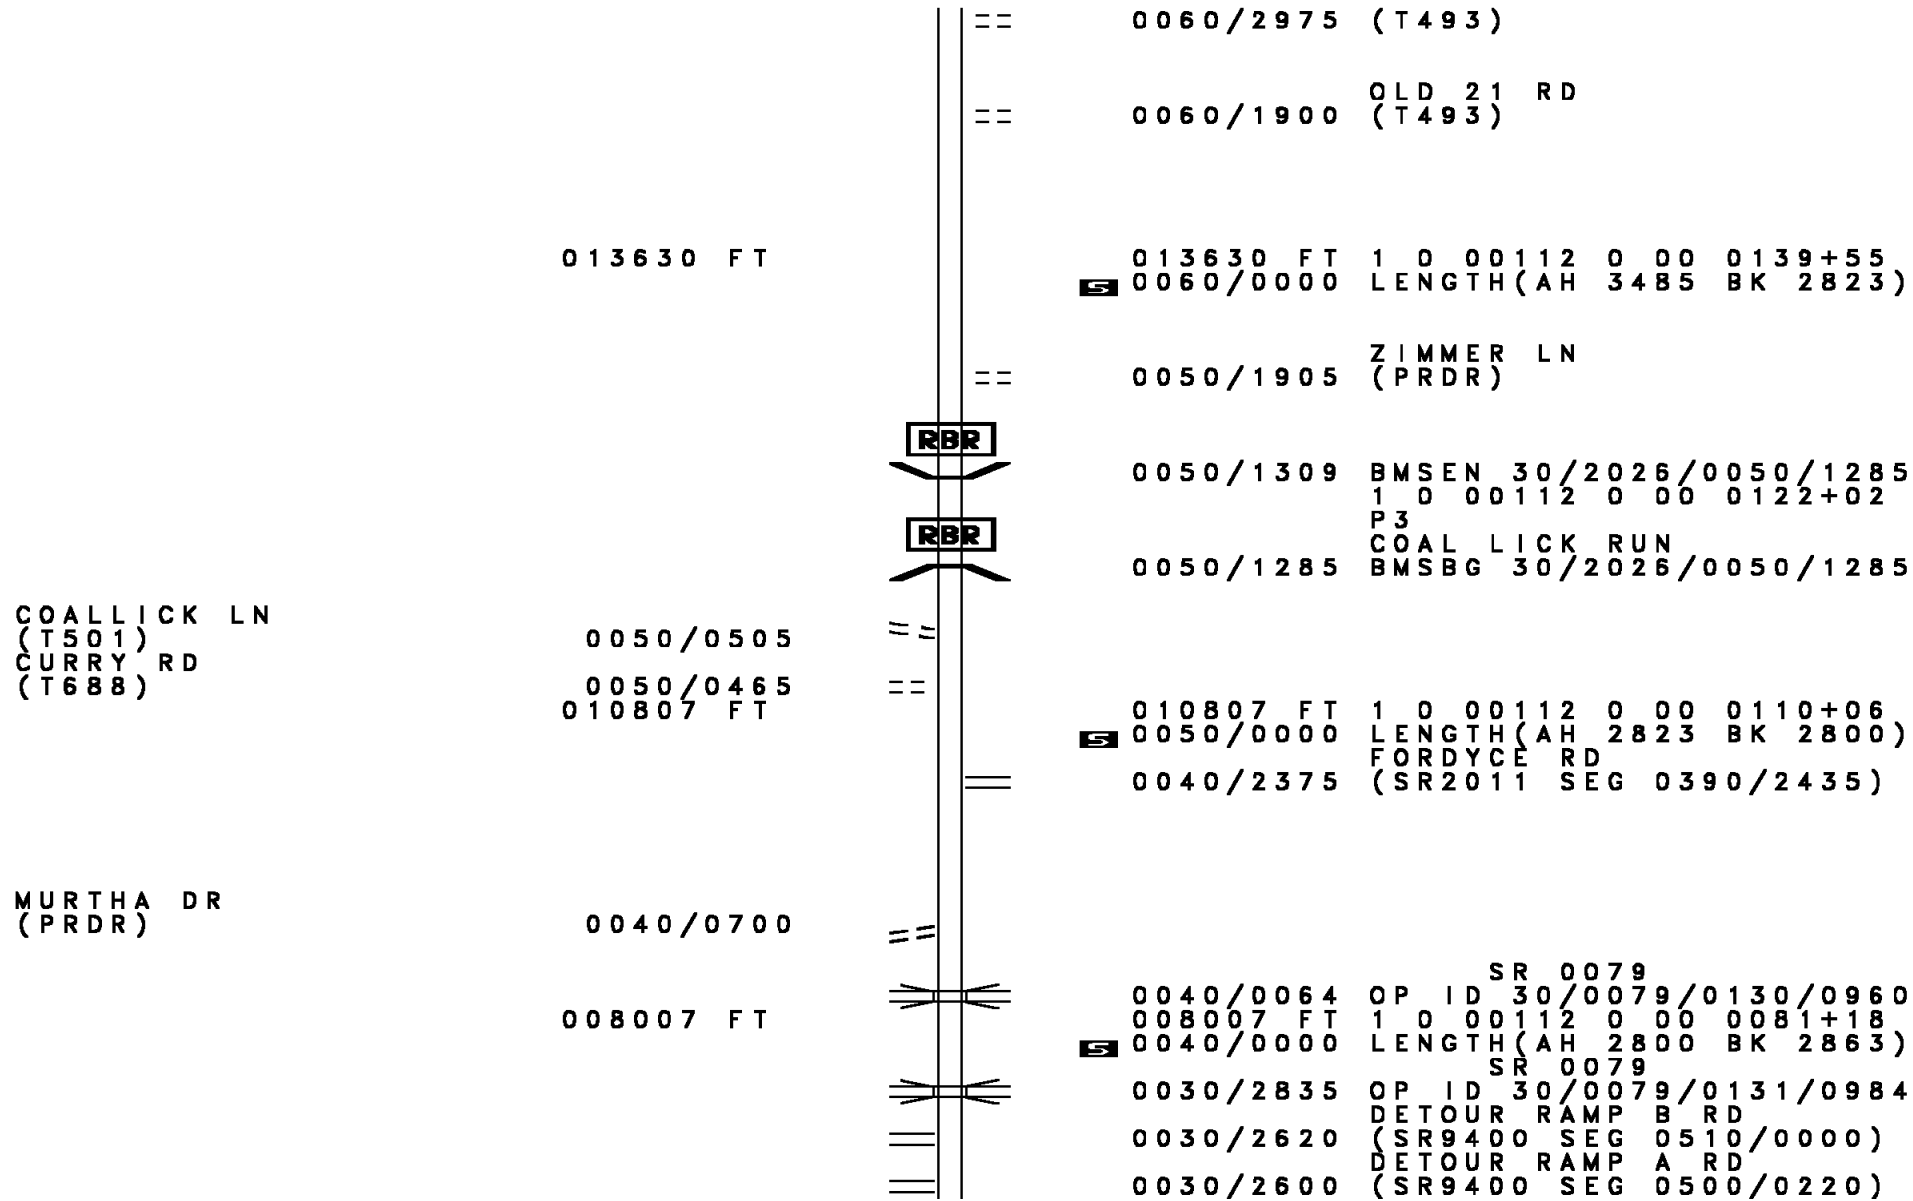 0060/2975 (T493)
OLD 21 RD
0060/1900 (T493)
013630 FT 013630 FT 1 0 00112 0 00 0139+55
S 0060/0000 LENGTH(AH 3485 BK 2823)
ZIMMER LN
0050/1905 (PRDR)
RBR
0050/1309 BMSEN 30/2026/0050/1285
1 0 00112 0 00 0122+02
P3
RBR
COAL LICK RUN
0050/1285 BMSBG 30/2026/0050/1285
COALLICK LN
(T501) 0050/0505
CURRY RD
(T688) 0050/0465
010807 FT 010807 FT 1 0 00112 0 00 0110+06
S 0050/0000 LENGTH(AH 2823 BK 2800)
FORDYCE RD
0040/2375 (SR2011 SEG 0390/2435)
MURTHA DR
(PRDR) 0040/0700
SR 0079
0040/0064 OP ID 30/0079/0130/0960
008007 FT 008007 FT 1 0 00112 0 00 0081+18
S 0040/0000 LENGTH(AH 2800 BK 2863)
SR 0079
0030/2835 OP ID 30/0079/0131/0984
DETOUR RAMP B RD
0030/2620 (SR9400 SEG 0510/0000)
DETOUR RAMP A RD
0030/2600 (SR9400 SEG 0500/0220)